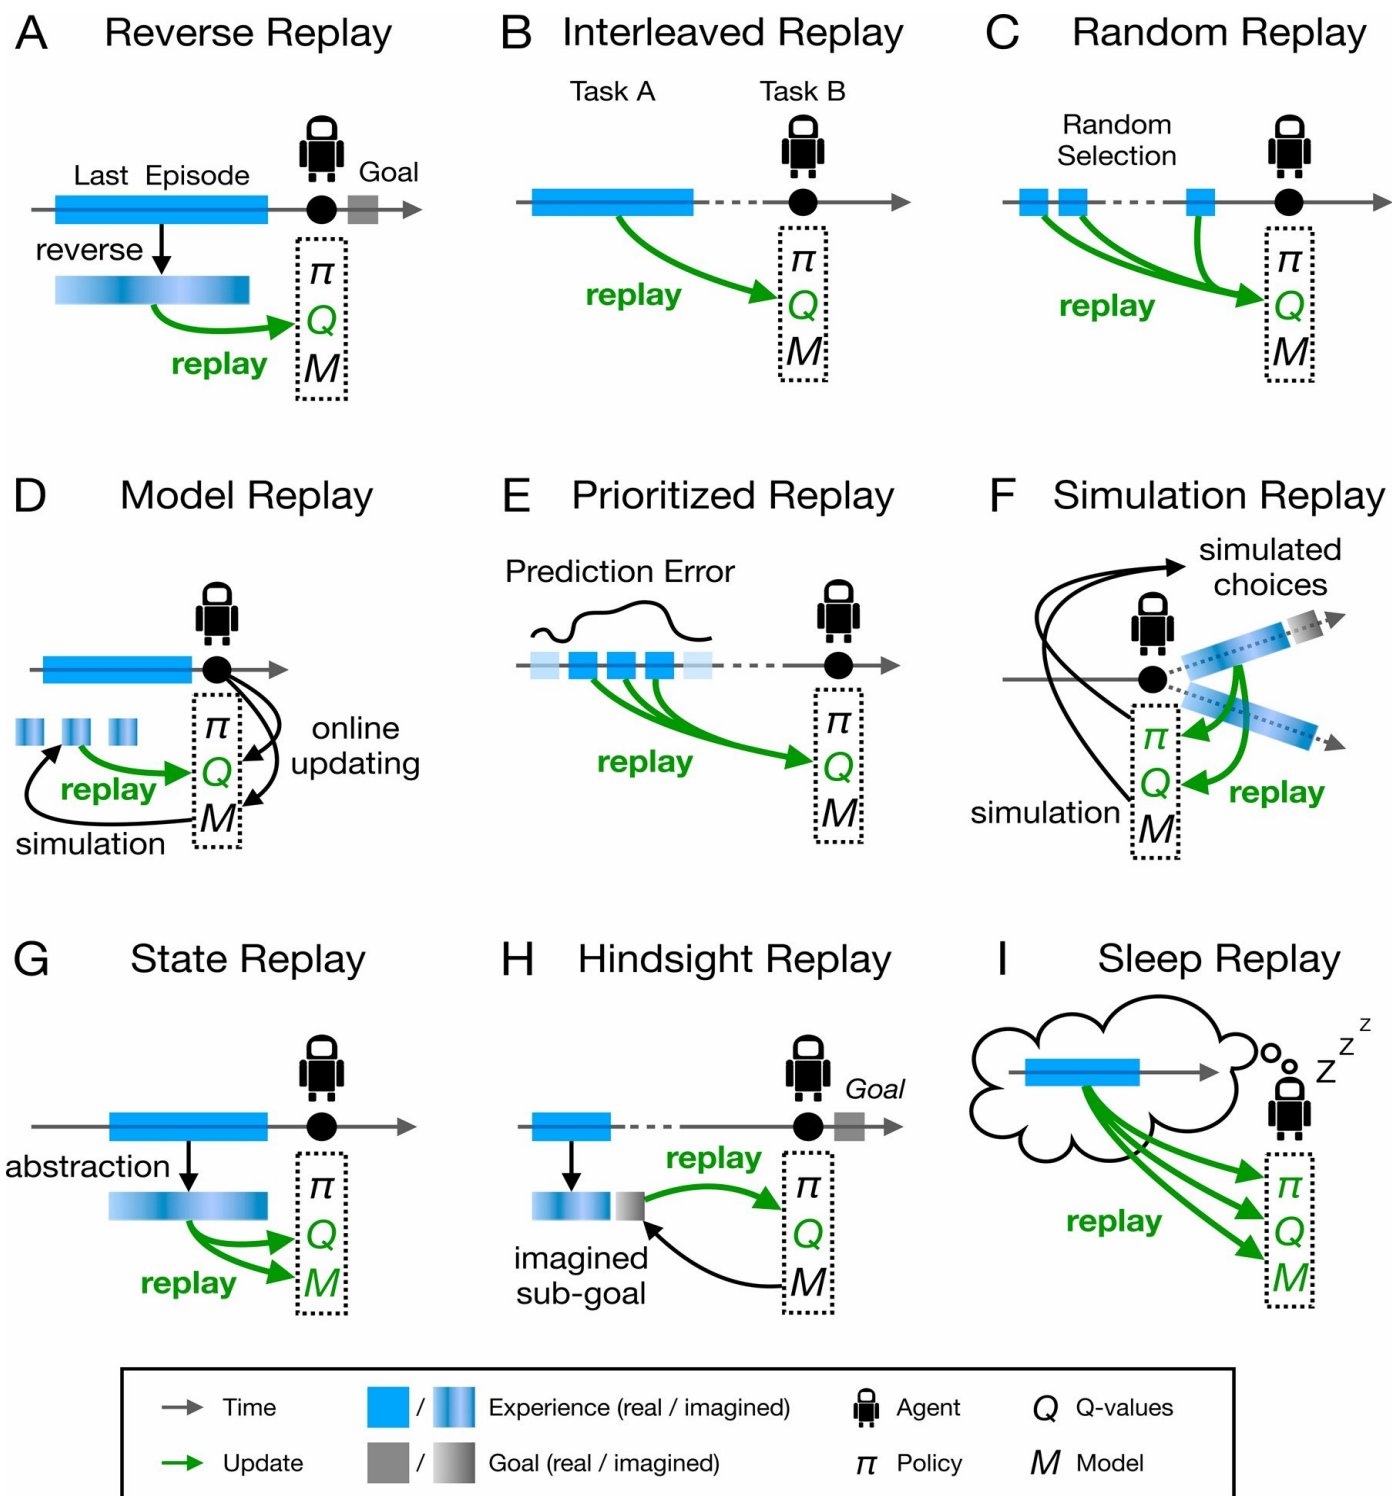 A Reverse Replay
Last Episode
Goal
reverse
replay
π
Q
M
B Interleaved Replay
Task A
Task B
replay
π
Q
M
C Random Replay
Random
Selection
replay
π
Q
M
D Model Replay
π
Q
M
online
updating
replay
simulation
E Prioritized Replay
Prediction Error
replay
π
Q
M
F Simulation Replay
simulated
choices
π
Q
M
replay
simulation
G State Replay
abstraction
replay
π
Q
M
H Hindsight Replay
Goal
replay
π
Q
M
imagined
sub-goal
I Sleep Replay
z z z
replay
π
Q
M
Time
/ Experience (real / imagined)
Agent
Q Q-values
Update
/ Goal (real / imagined)
π Policy
M Model